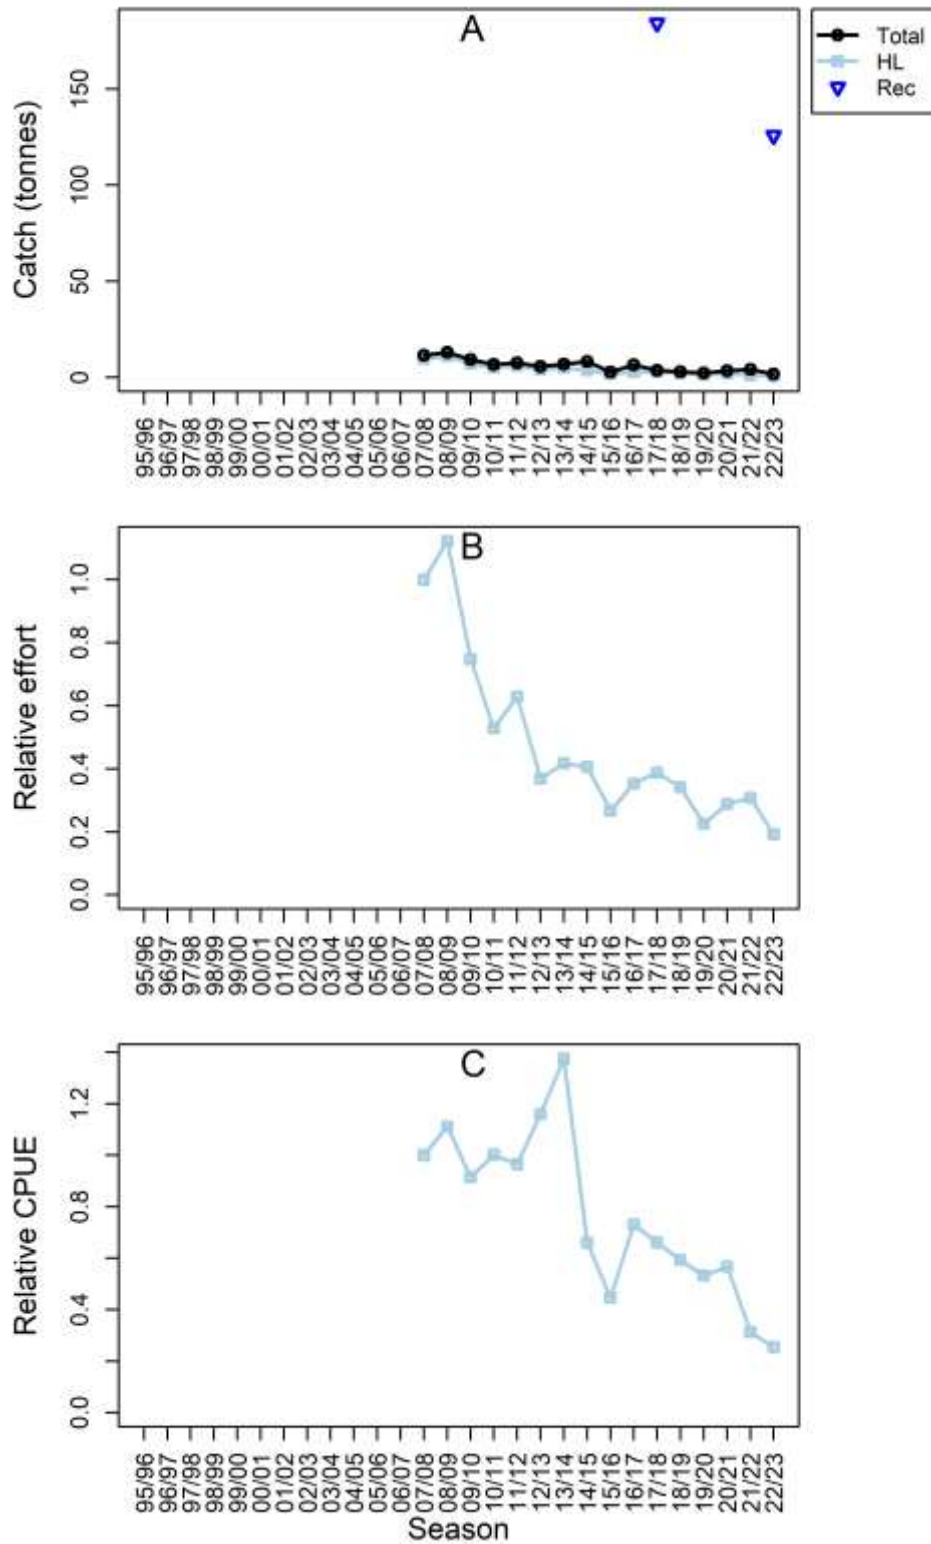 A
Total
HL
Rec
Catch (tonnes)
150
100
50
0
95/96 96/97 97/98 98/99 99/00 00/01 01/02 02/03 03/04 04/05 05/06 06/07 07/08 08/09 09/10 10/11 11/12 12/13 13/14 14/15 15/16 16/17 17/18 18/19 19/20 20/21 21/22 22/23
B
Relative effort
1.0
0.8
0.6
0.4
0.2
0.0
95/96 96/97 97/98 98/99 99/00 00/01 01/02 02/03 03/04 04/05 05/06 06/07 07/08 08/09 09/10 10/11 11/12 12/13 13/14 14/15 15/16 16/17 17/18 18/19 19/20 20/21 21/22 22/23
C
Relative CPUE
1.2
0.8
0.4
0.0
95/96 96/97 97/98 98/99 99/00 00/01 01/02 02/03 03/04 04/05 05/06 06/07 07/08 08/09 09/10 10/11 11/12 12/13 13/14 14/15 15/16 16/17 17/18 18/19 19/20 20/21 21/22 22/23
Season